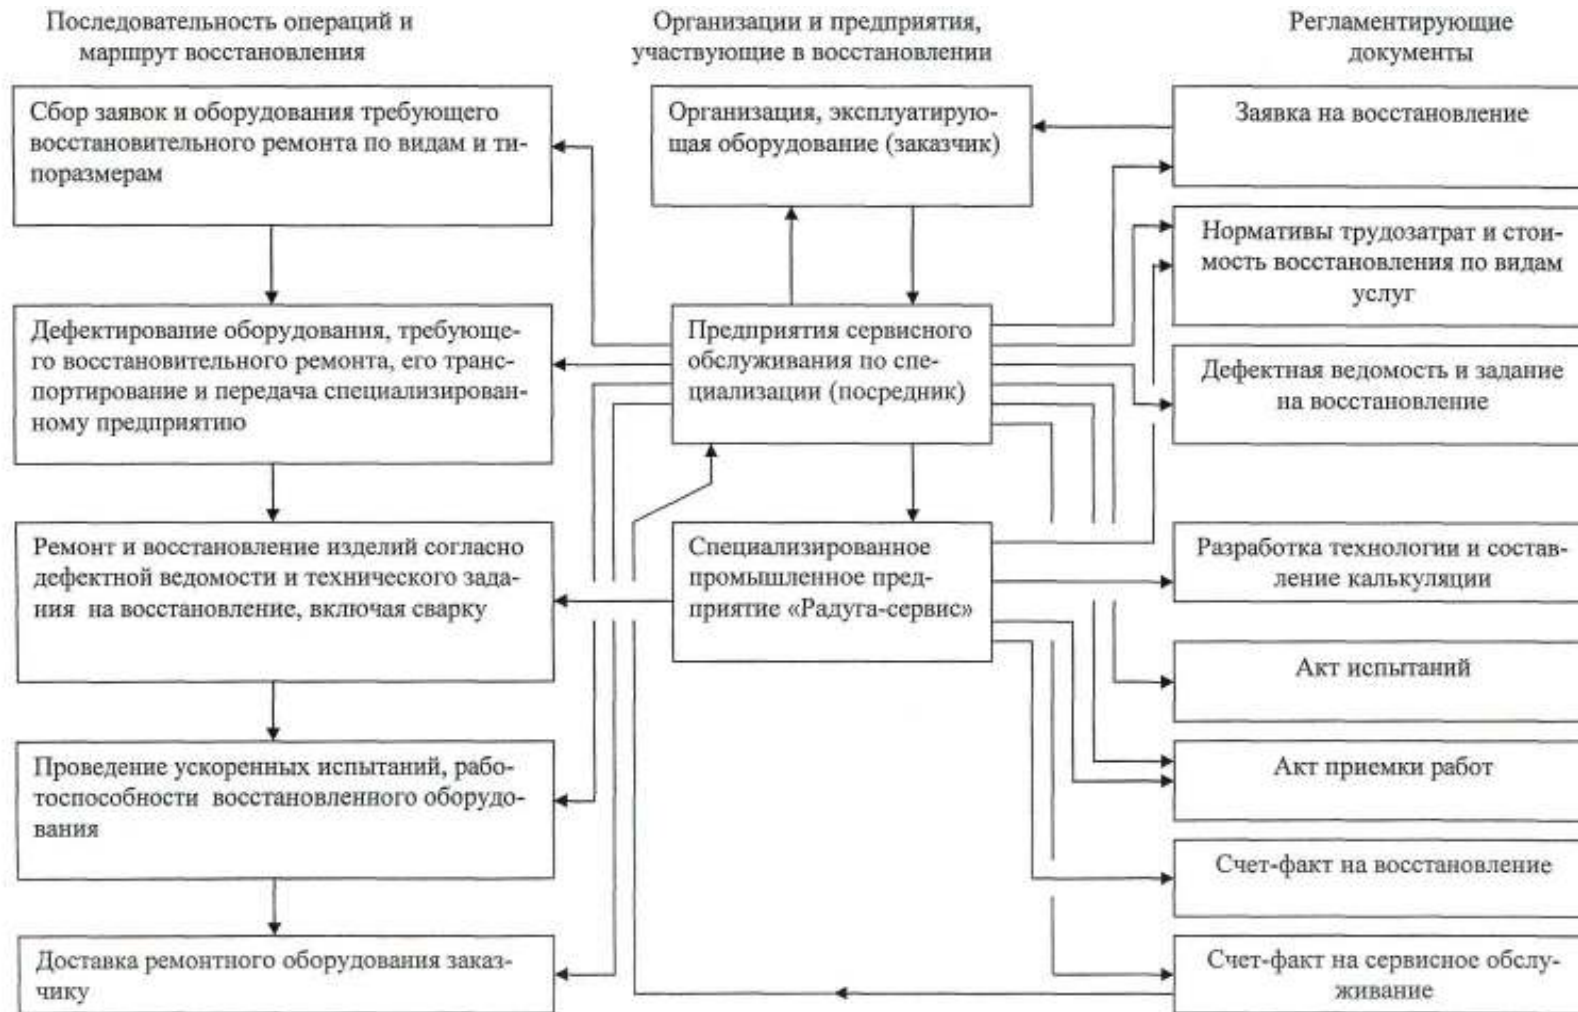 Последовательность операций и
маршрут восстановления
Организации и предприятия,
участвующие в восстановлении
Регламентирующие
документы
Сбор заявок и оборудования требующего
восстановительного ремонта по видам и ти-
поразмерам
Организация, эксплуатирую-
щая оборудование (заказчик)
Заявка на восстановление
Нормативы трудозатрат и стои-
мость восстановления по видам
услуг
Дефектирование оборудования, требующе-
го восстановительного ремонта, его транс-
портирование и передача специализирован-
ному предприятию
Предприятия сервисного
обслуживания по спе-
циализации (посредник)
Дефектная ведомость и задание
на восстановление
Ремонт и восстановление изделий согласно
дефектной ведомости и технического зада-
ния на восстановление, включая сварку
Специализированное
промышленное пред-
приятие «Радуга-сервис»
Разработка технологии и состав-
ление калькуляции
Акт испытаний
Проведение ускоренных испытаний, рабо-
тоспособности восстановленного оборудо-
вания
Акт приемки работ
Счет-факт на восстановление
Доставка ремонтного оборудования заказ-
чику
Счет-факт на сервисное обслу-
живание